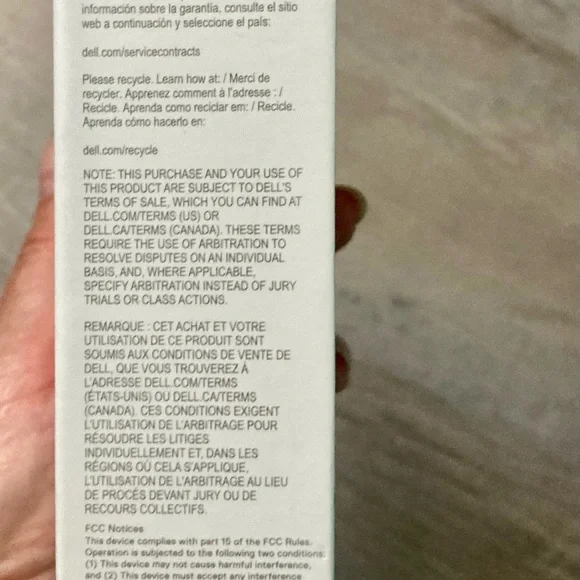 información sobre la garantía, consulte el sitio
web a continuación y seleccione el país:
dell.com/servicecontracts
Please recycle. Learn how at: / Merci de
recycler. Apprenez comment à l'adresse : /
Recicle. Aprenda como reciclar em: / Recicle.
Aprenda cómo hacerlo en:
dell.com/recycle
NOTE: THIS PURCHASE AND YOUR USE OF
THIS PRODUCT ARE SUBJECT TO DELL'S
TERMS OF SALE, WHICH YOU CAN FIND AT
DELL.COM/TERMS (US) OR
DELL.CA/TERMS (CANADA). THESE TERMS
REQUIRE THE USE OF ARBITRATION TO
RESOLVE DISPUTES ON AN INDIVIDUAL
BASIS, AND, WHERE APPLICABLE,
SPECIFY ARBITRATION INSTEAD OF JURY
TRIALS OR CLASS ACTIONS.
REMARQUE : CET ACHAT ET VOTRE
UTILISATION DE CE PRODUIT SONT
SOUMIS AUX CONDITIONS DE VENTE DE
DELL, QUE VOUS TROUVEREZ À
L'ADRESSE DELL.COM/TERMS
(ÉTATS-UNIS) OU DELL.CA/TERMS
(CANADA). CES CONDITIONS EXIGENT
L'UTILISATION DE L'ARBITRAGE POUR
RÉSOUDRE LES LITIGES
INDIVIDUELLEMENT ET, DANS LES
RÉGIONS OÙ CELA S'APPLIQUE,
L'UTILISATION DE L'ARBITRAGE AU LIEU
DE PROCÈS DEVANT JURY OU DE
RECOURS COLLECTIFS.
FCC Notices
This device complies with part 15 of the FCC Rules.
Operation is subjected to the following two conditions:
(1) This device may not cause harmful interference,
and (2) This device must accept any interference